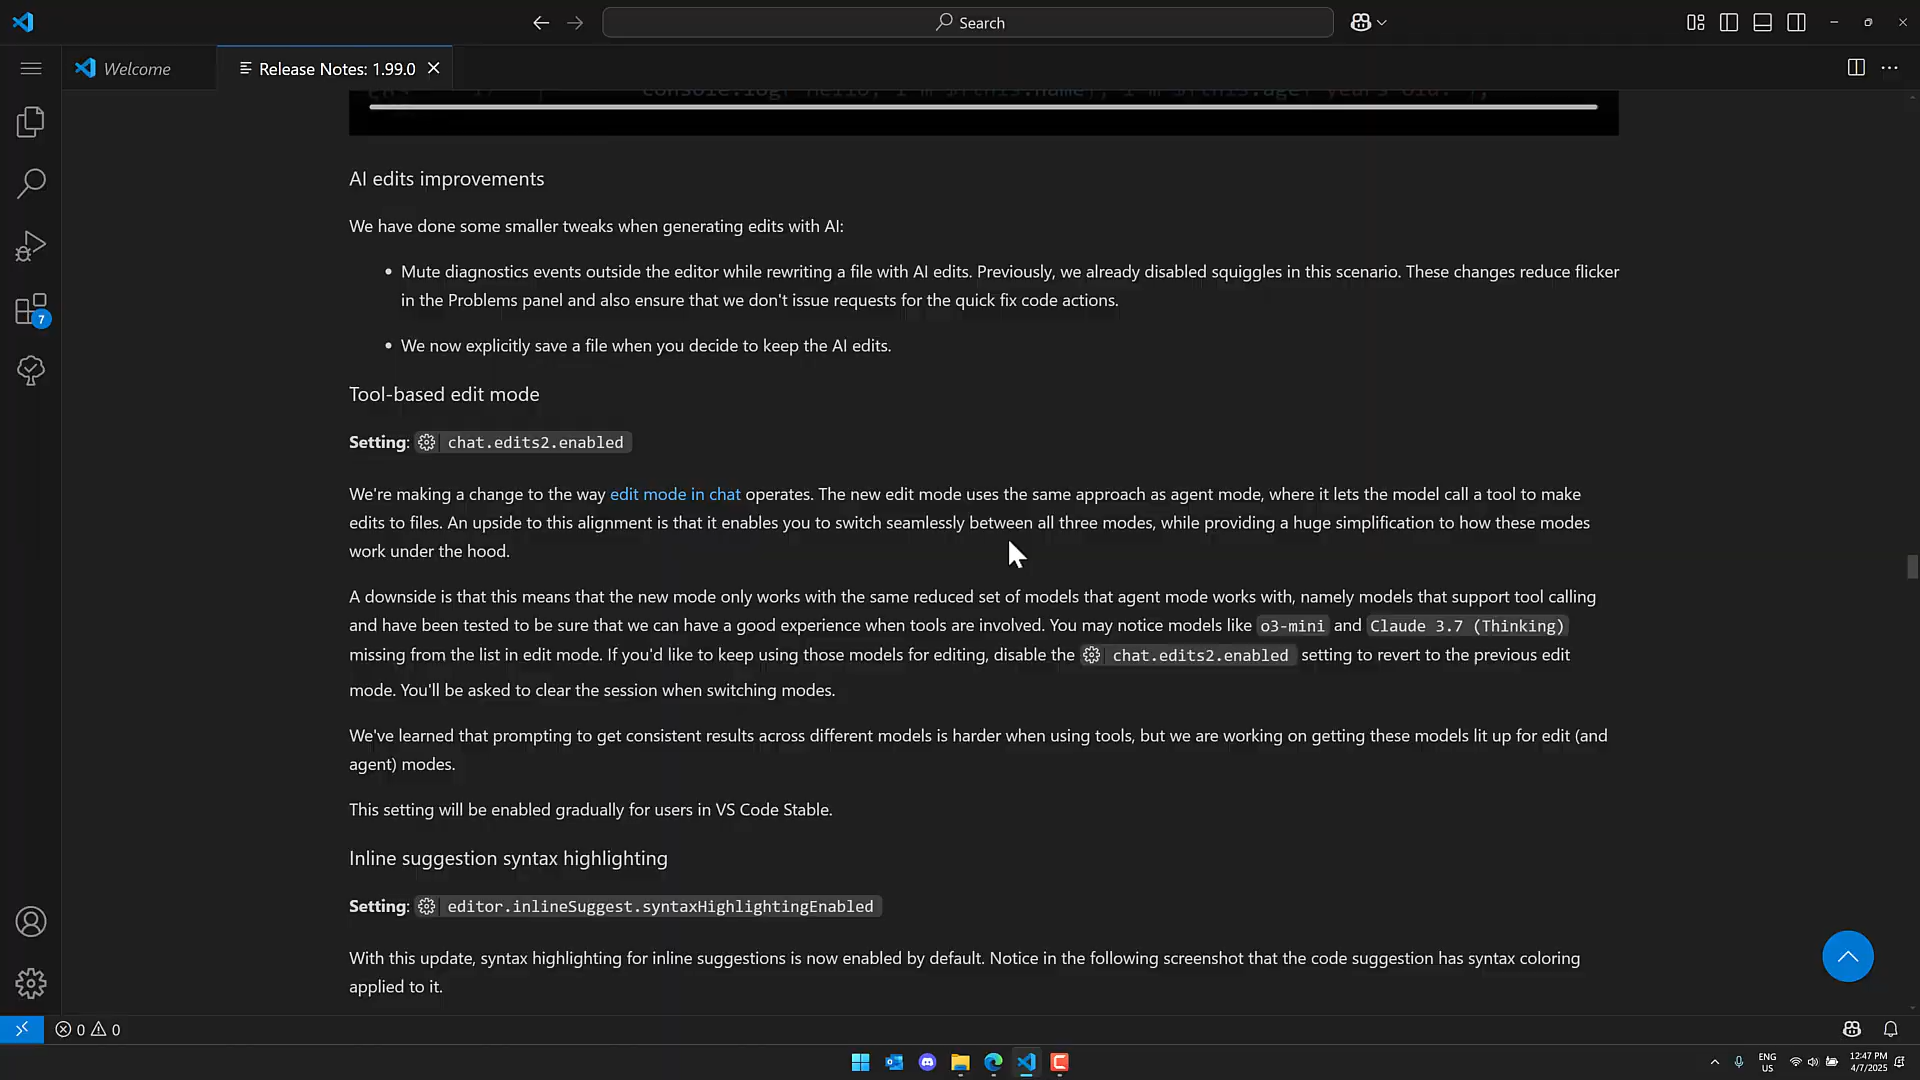 Search
Welcome
Release Notes: 1.99.0
console.log(`Hello, I'm ${this.name}, I'm ${this.age} years old.`);
AI edits improvements
We have done some smaller tweaks when generating edits with AI:
• Mute diagnostics events outside the editor while rewriting a file with AI edits. Previously, we already disabled squiggles in this scenario. These changes reduce flicker
in the Problems panel and also ensure that we don't issue requests for the quick fix code actions.
• We now explicitly save a file when you decide to keep the AI edits.
Tool-based edit mode
Setting: chat.edits2.enabled
We're making a change to the way edit mode in chat operates. The new edit mode uses the same approach as agent mode, where it lets the model call a tool to make
edits to files. An upside to this alignment is that it enables you to switch seamlessly between all three modes, while providing a huge simplification to how these modes
work under the hood.
A downside is that this means that the new mode only works with the same reduced set of models that agent mode works with, namely models that support tool calling
and have been tested to be sure that we can have a good experience when tools are involved. You may notice models like o3-mini and Claude 3.7 (Thinking)
missing from the list in edit mode. If you'd like to keep using those models for editing, disable the chat.edits2.enabled setting to revert to the previous edit
mode. You'll be asked to clear the session when switching modes.
We've learned that prompting to get consistent results across different models is harder when using tools, but we are working on getting these models lit up for edit (and
agent) modes.
This setting will be enabled gradually for users in VS Code Stable.
Inline suggestion syntax highlighting
Setting: editor.inlineSuggest.syntaxHighlightingEnabled
With this update, syntax highlighting for inline suggestions is now enabled by default. Notice in the following screenshot that the code suggestion has syntax coloring
applied to it.
7
0 0
ENG
US
12:47 PM
4/7/2025